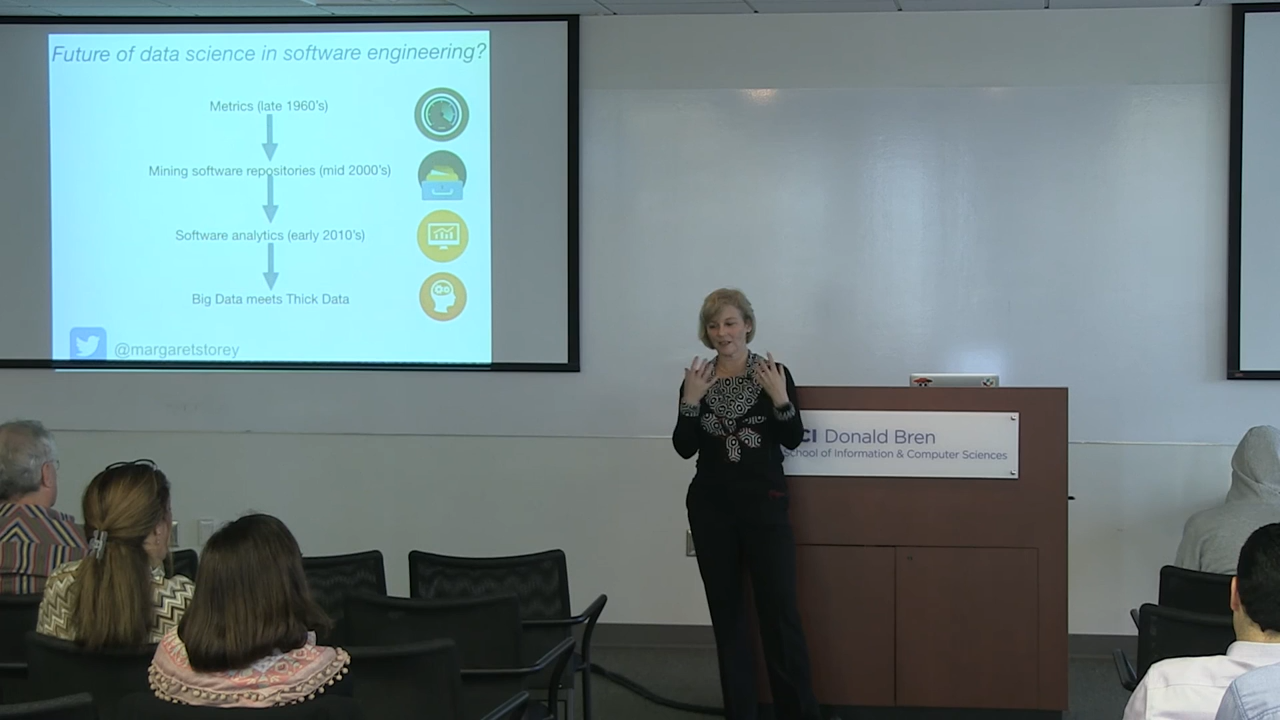 Future of data science in software engineering?
Metrics (late 1960's)
Mining software repositories (mid 2000's)
Software analytics (early 2010's)
Big Data meets Thick Data
@margaretstorey
CI Donald Bren
School of Information & Computer Sciences